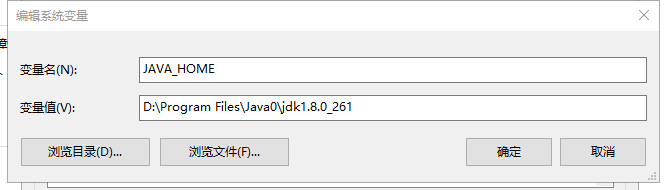 编辑系统变量
变量名(N):
JAVA_HOME
变量值(V):
D:\Program Files\Java0\jdk1.8.0_261
浏览目录(D)...
浏览文件(F)...
确定
取消